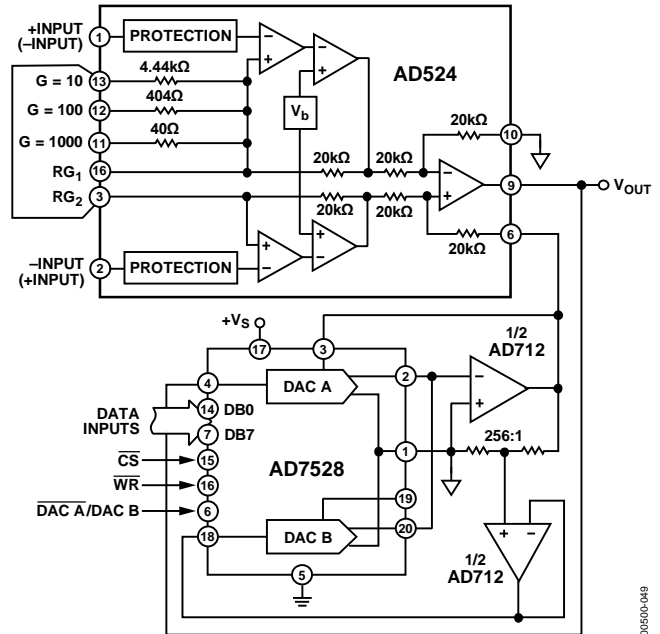 +INPUT
(–INPUT)
1
PROTECTION
AD524
G = 10
13
4.44kΩ
G = 100
12
404Ω
G = 1000
11
40Ω
Vb
RG1
16
20kΩ
20kΩ
20kΩ
10
RG2
3
20kΩ
20kΩ
20kΩ
9
VOUT
6
–INPUT
(+INPUT)
2
PROTECTION
+VS
17
3
1/2
AD712
4
DAC A
2
DATA
INPUTS
14
DB0
7
DB7
1
256:1
CS
15
AD7528
WR
16
19
DAC A/DAC B
6
20
18
DAC B
5
1/2
AD712
00500-049